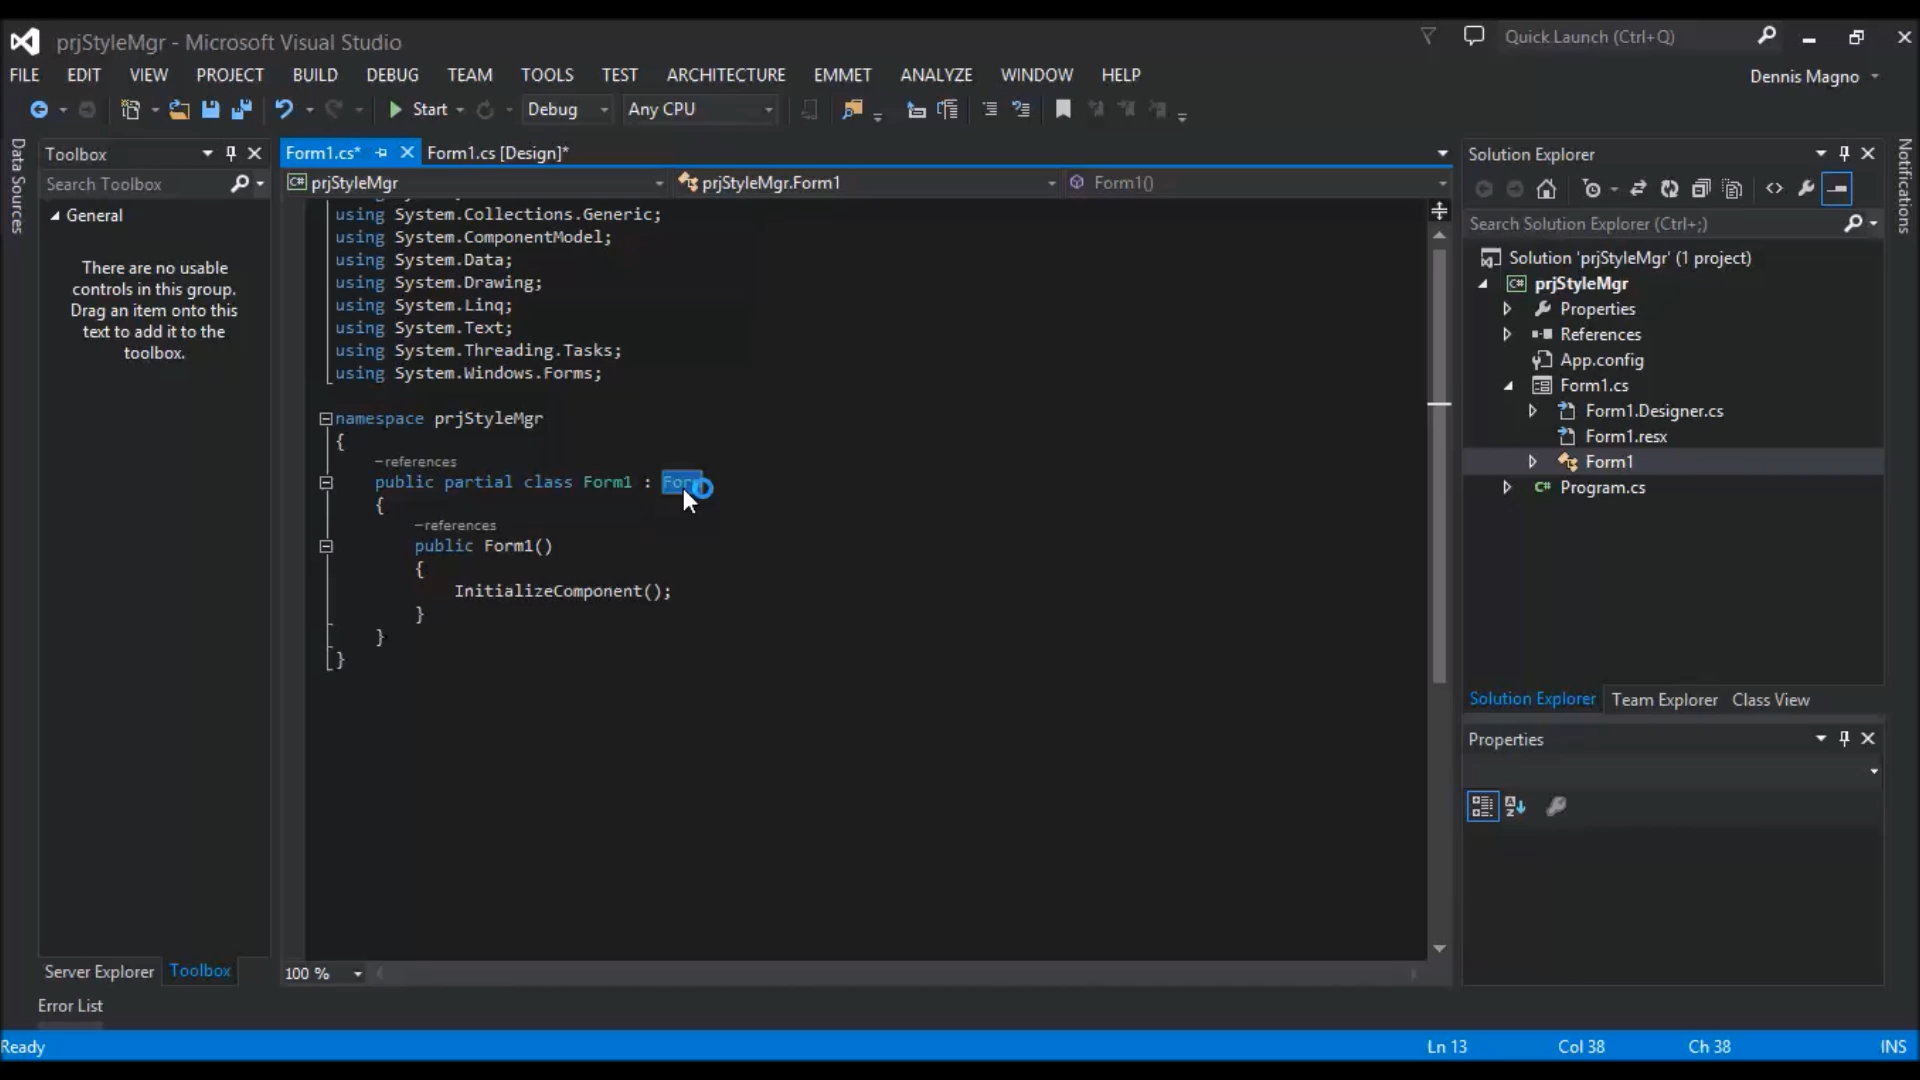 prjStyleMgr - Microsoft Visual Studio
Quick Launch (Ctrl+Q)
FILE EDIT VIEW PROJECT BUILD DEBUG TEAM TOOLS TEST ARCHITECTURE EMMET ANALYZE WINDOW HELP
Dennis Magno
Start Debug Any CPU
Data Sources
Toolbox
Search Toolbox
General
There are no usable
controls in this group.
Drag an item onto this
text to add it to the
toolbox.
Server Explorer Toolbox
Form1.cs* Form1.cs [Design]*
prjStyleMgr prjStyleMgr.Form1 Form1()
using System.Collections.Generic;
using System.ComponentModel;
using System.Data;
using System.Drawing;
using System.Linq;
using System.Text;
using System.Threading.Tasks;
using System.Windows.Forms;
namespace prjStyleMgr
{
−references
public partial class Form1 : Form
{
−references
public Form1()
{
InitializeComponent();
}
}
}
100 %
Solution Explorer
Search Solution Explorer (Ctrl+;)
Solution 'prjStyleMgr' (1 project)
C# prjStyleMgr
Properties
References
App.config
Form1.cs
Form1.Designer.cs
Form1.resx
Form1
C# Program.cs
Solution Explorer Team Explorer Class View
Properties
Notifications
Error List
Ready Ln 13 Col 38 Ch 38 INS